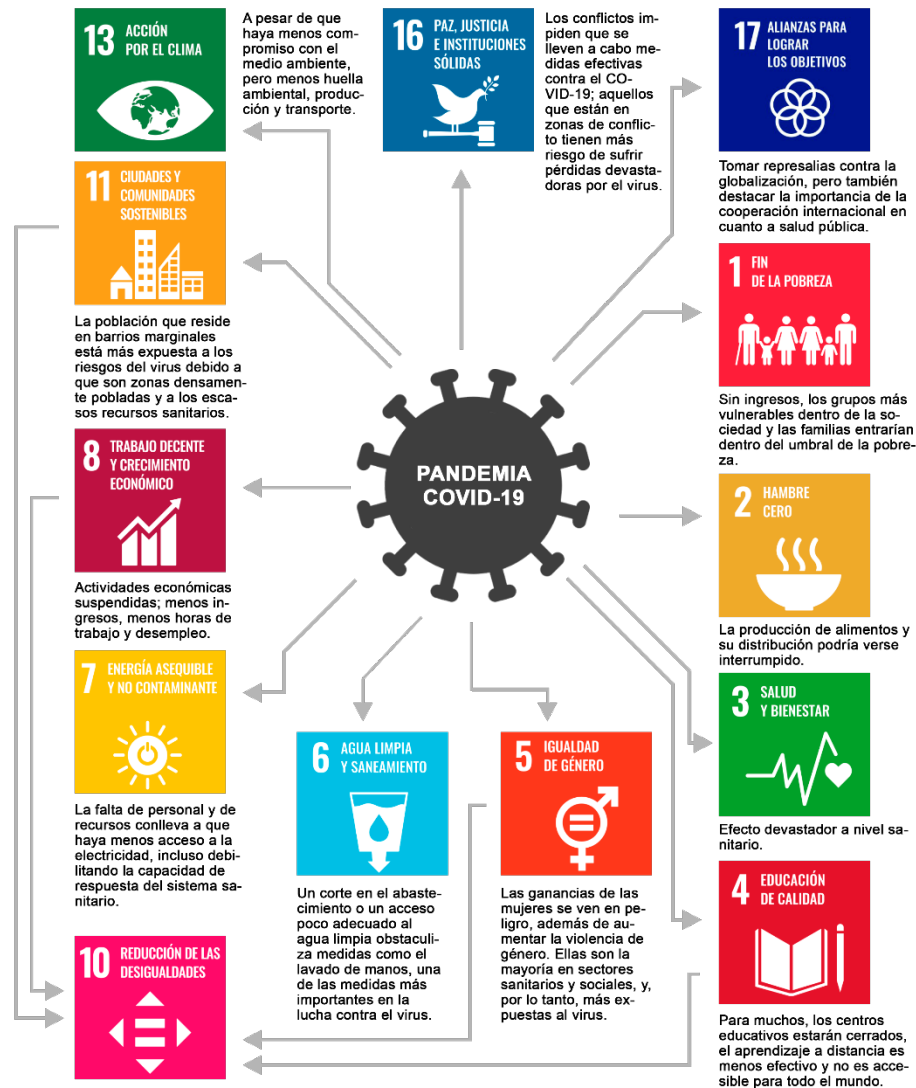 13 ACCIÓN
POR EL CLIMA
A pesar de que
haya menos com-
promiso con el
medio ambiente,
pero menos huella
ambiental, produc-
ción y transporte.
16 PAZ, JUSTICIA
E INSTITUCIONES
SÓLIDAS
Los conflictos im-
piden que se
lleven a cabo me-
didas efectivas
contra el CO-
VID-19; aquellos
que están en
zonas de conflic-
to tienen más
riesgo de sufrir
pérdidas devasta-
doras por el virus.
17 ALIANZAS PARA
LOGRAR
LOS OBJETIVOS
Tomar represalias contra la
globalización, pero también
destacar la importancia de la
cooperación internacional en
cuanto a salud pública.
11 CIUDADES Y
COMUNIDADES
SOSTENIBLES
La población que reside
en barrios marginales
está más expuesta a los
riesgos del virus debido a
que son zonas densamen-
te pobladas y a los esca-
sos recursos sanitarios.
1 FIN
DE LA POBREZA
Sin ingresos, los grupos más
vulnerables dentro de la so-
ciedad y las familias entrarían
dentro del umbral de la pobre-
za.
PANDEMIA
COVID-19
8 TRABAJO DECENTE
Y CRECIMIENTO
ECONÓMICO
Actividades económicas
suspendidas; menos in-
gresos, menos horas de
trabajo y desempleo.
2 HAMBRE
CERO
La producción de alimentos y
su distribución podría verse
interrumpido.
7 ENERGÍA ASEQUIBLE
Y NO CONTAMINANTE
La falta de personal y de
recursos conlleva a que
haya menos acceso a la
electricidad, incluso debi-
litando la capacidad de
respuesta del sistema sa-
nitario.
6 AGUA LIMPIA
Y SANEAMIENTO
Un corte en el abaste-
cimiento o un acceso
poco adecuado al
agua limpia obstaculi-
za medidas como el
lavado de manos, una
de las medidas más
importantes en la
lucha contra el virus.
5 IGUALDAD
DE GÉNERO
Las ganancias de las
mujeres se ven en pe-
ligro, además de au-
mentar la violencia de
género. Ellas son la
mayoría en sectores
sanitarios y sociales, y,
por lo tanto, más ex-
puestas al virus.
3 SALUD
Y BIENESTAR
Efecto devastador a nivel sa-
nitario.
4 EDUCACIÓN
DE CALIDAD
Para muchos, los centros
educativos estarán cerrados,
el aprendizaje a distancia es
menos efectivo y no es acce-
sible para todo el mundo.
10 REDUCCIÓN DE LAS
DESIGUALDADES